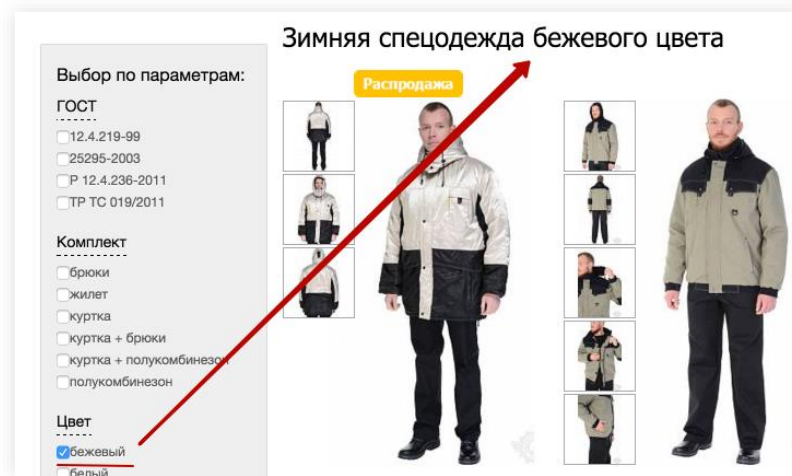 Зимняя спецодежда бежевого цвета
Выбор по параметрам:
ГОСТ
12.4.219-99
25295-2003
Р 12.4.236-2011
ТР ТС 019/2011
Комплект
брюки
жилет
куртка
куртка + брюки
куртка + полукомбинезон
полукомбинезон
Цвет
бежевый
белый
Распродажа